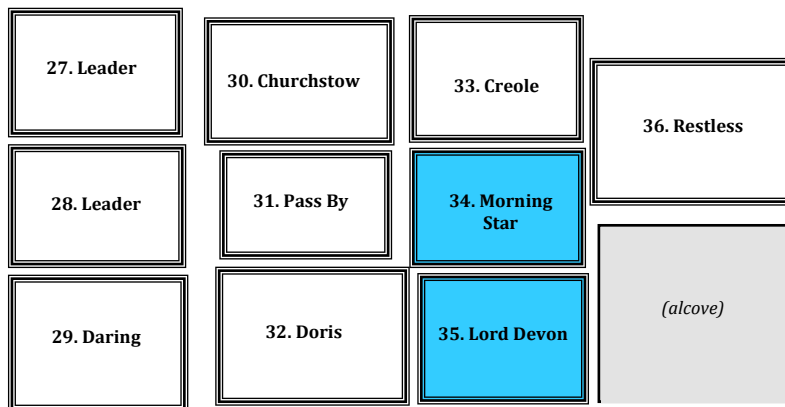 27. Leader
28. Leader
29. Daring
30. Churchstow
31. Pass By
32. Doris
33. Creole
34. Morning
Star
35. Lord Devon
36. Restless
(alcove)